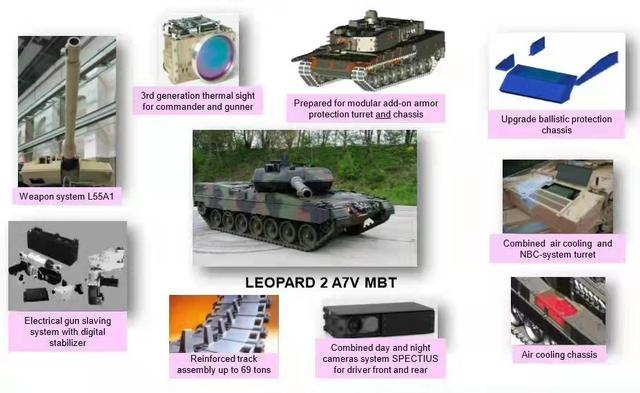 3rd generation thermal sight
for commander and gunner
Prepared for modular add-on armor
protection turret and chassis
Upgrade ballistic protection
chassis
Weapon system L55A1
Combined air cooling and
NBC-system turret
LEOPARD 2 A7V MBT
Electrical gun slaving
system with digital
stabilizer
Reinforced track
assembly up to 69 tons
Combined day and night
cameras system SPECTIUS
for driver front and rear
Air cooling chassis